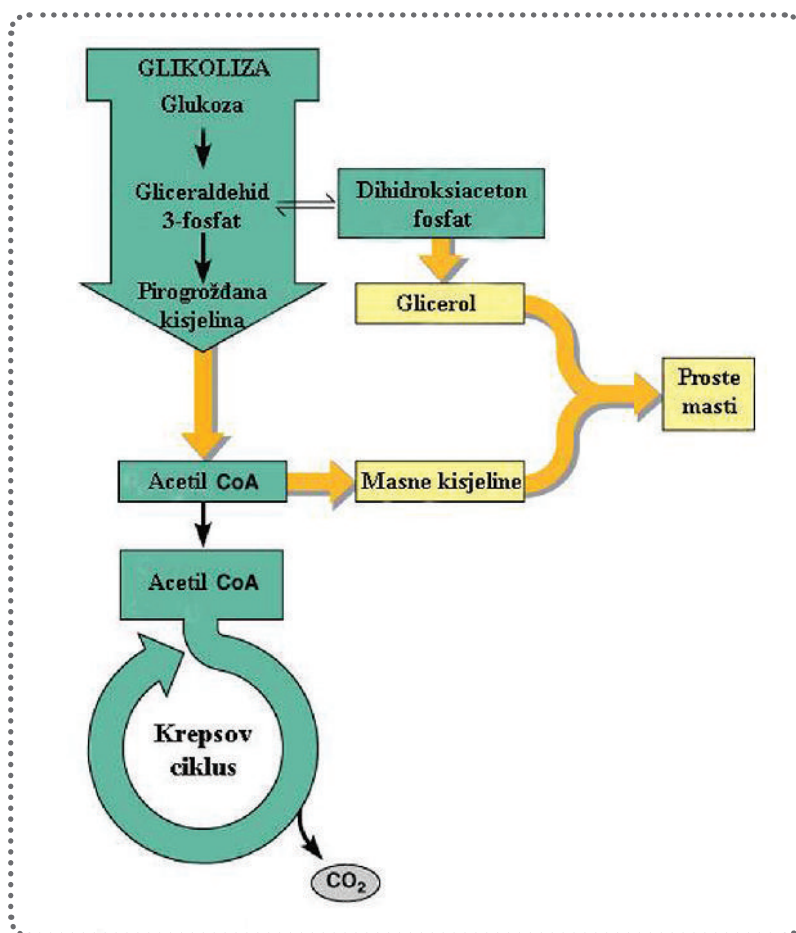 GLIKOLIZA
Glukoza
Gliceraldehid
3-fosfat
Dihidroksiaceton
fosfat
Pirogrožđana
kisjelina
Glicerol
Proste
masti
Acetil CoA
Masne kisjeline
Acetil CoA
Krepsov
ciklus
CO₂